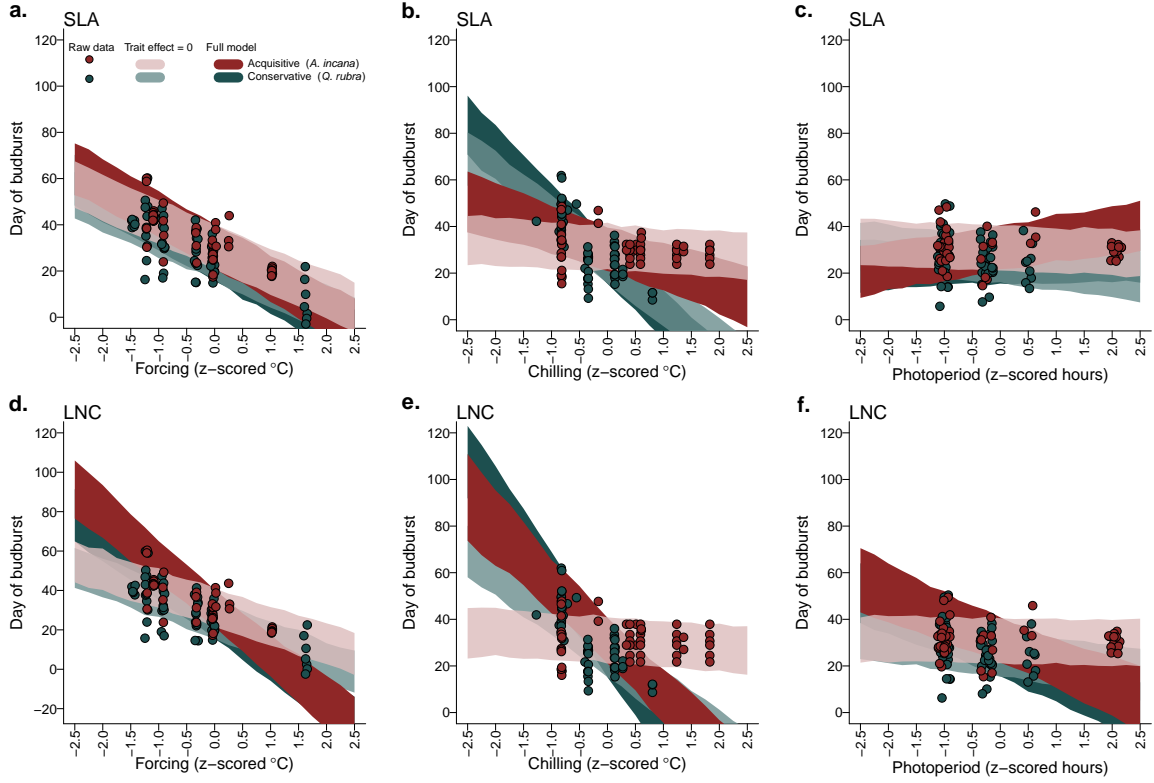 a.
SLA
Raw data Trait effect = 0 Full model
Acquisitive (A. incana)
Conservative (Q. rubra)
120
100
80
60
40
20
0
Day of budburst
−2.5 −2.0 −1.5 −1.0 −0.5 0.0 0.5 1.0 1.5 2.0 2.5
Forcing (z−scored °C)
b.
SLA
120
100
80
60
40
20
0
Day of budburst
−2.5 −2.0 −1.5 −1.0 −0.5 0.0 0.5 1.0 1.5 2.0 2.5
Chilling (z−scored °C)
c.
SLA
120
100
80
60
40
20
0
Day of budburst
−2.5 −2.0 −1.5 −1.0 −0.5 0.0 0.5 1.0 1.5 2.0 2.5
Photoperiod (z−scored hours)
d.
LNC
120
100
80
60
40
20
0
−20
Day of budburst
−2.5 −2.0 −1.5 −1.0 −0.5 0.0 0.5 1.0 1.5 2.0 2.5
Forcing (z−scored °C)
e.
LNC
120
100
80
60
40
20
0
Day of budburst
−2.5 −2.0 −1.5 −1.0 −0.5 0.0 0.5 1.0 1.5 2.0 2.5
Chilling (z−scored °C)
f.
LNC
120
100
80
60
40
20
0
Day of budburst
−2.5 −2.0 −1.5 −1.0 −0.5 0.0 0.5 1.0 1.5 2.0 2.5
Photoperiod (z−scored hours)